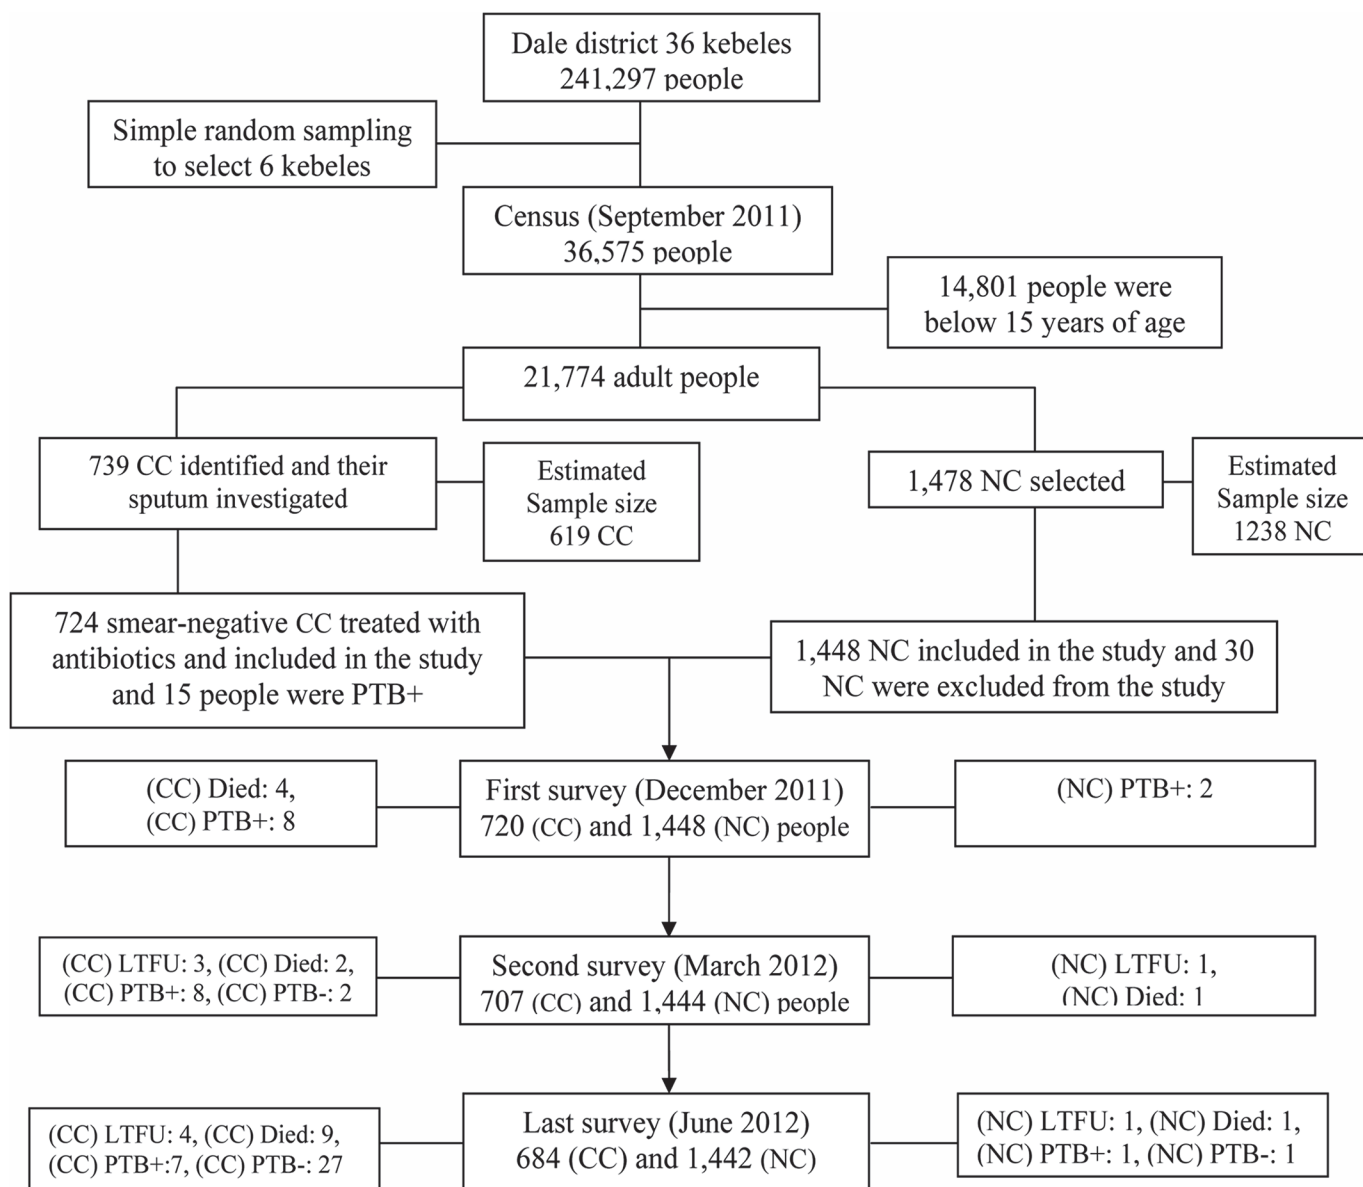 Dale district 36 kebeles
241,297 people
Simple random sampling
to select 6 kebeles
Census (September 2011)
36,575 people
14,801 people were
below 15 years of age
21,774 adult people
739 CC identified and their
sputum investigated
Estimated
Sample size
619 CC
1,478 NC selected
Estimated
Sample size
1238 NC
724 smear-negative CC treated with
antibiotics and included in the study
and 15 people were PTB+
1,448 NC included in the study and 30
NC were excluded from the study
(CC) Died: 4,
(CC) PTB+: 8
First survey (December 2011)
720 (CC) and 1,448 (NC) people
(NC) PTB+: 2
(CC) LTFU: 3, (CC) Died: 2,
(CC) PTB+: 8, (CC) PTB-: 2
Second survey (March 2012)
707 (CC) and 1,444 (NC) people
(NC) LTFU: 1,
(NC) Died: 1
(CC) LTFU: 4, (CC) Died: 9,
(CC) PTB+:7, (CC) PTB-: 27
Last survey (June 2012)
684 (CC) and 1,442 (NC)
(NC) LTFU: 1, (NC) Died: 1,
(NC) PTB+: 1, (NC) PTB-: 1